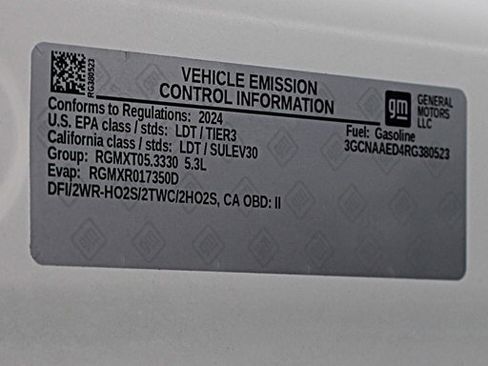 RG380523
VEHICLE EMISSION
CONTROL INFORMATION
gm
GENERAL
MOTORS
LLC
Conforms to Regulations: 2024
U.S. EPA class / stds: LDT / TIER3
California class / stds: LDT / SULEV30
Group: RGMXT05.3330 5.3L
Evap: RGMXR017350D
DFI/2WR-HO2S/2TWC/2HO2S, CA OBD: II
Fuel: Gasoline
3GCNAAED4RG380523